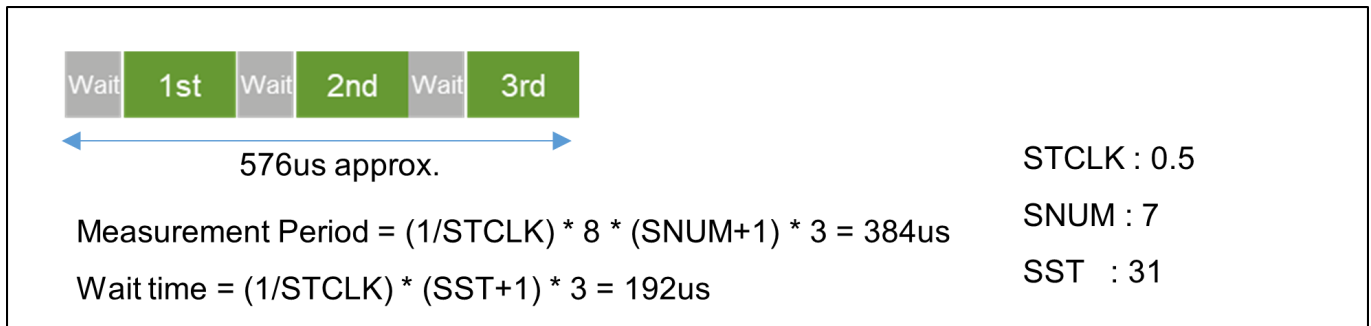 Wait 1st Wait 2nd Wait 3rd
576us approx.
STCLK : 0.5
SNUM : 7
SST : 31
Measurement Period = (1/STCLK) * 8 * (SNUM+1) * 3 = 384us
Wait time = (1/STCLK) * (SST+1) * 3 = 192us